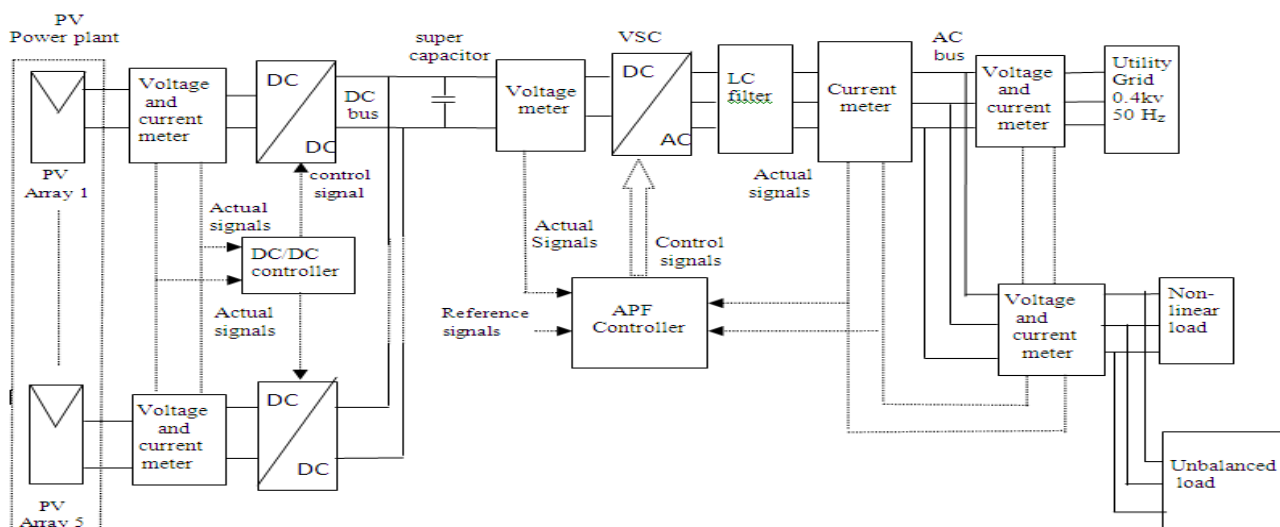 PV
Power plant
super
capacitor
VSC
AC
bus
Voltage
and
current
meter
DC
DC
DC
bus
Voltage
meter
DC
AC
LC
filter
Current
meter
Voltage
and
current
meter
Utility
Grid
0.4kv
50 Hz
PV
Array 1
control
signal
Actual
signals
Actual
signals
DC/DC
controller
Actual
Signals
Control
signals
Actual
signals
Reference
signals
APF
Controller
Voltage
and
current
meter
Non-
linear
load
Voltage
and
current
meter
DC
DC
Unbalanced
load
PV
Array 5